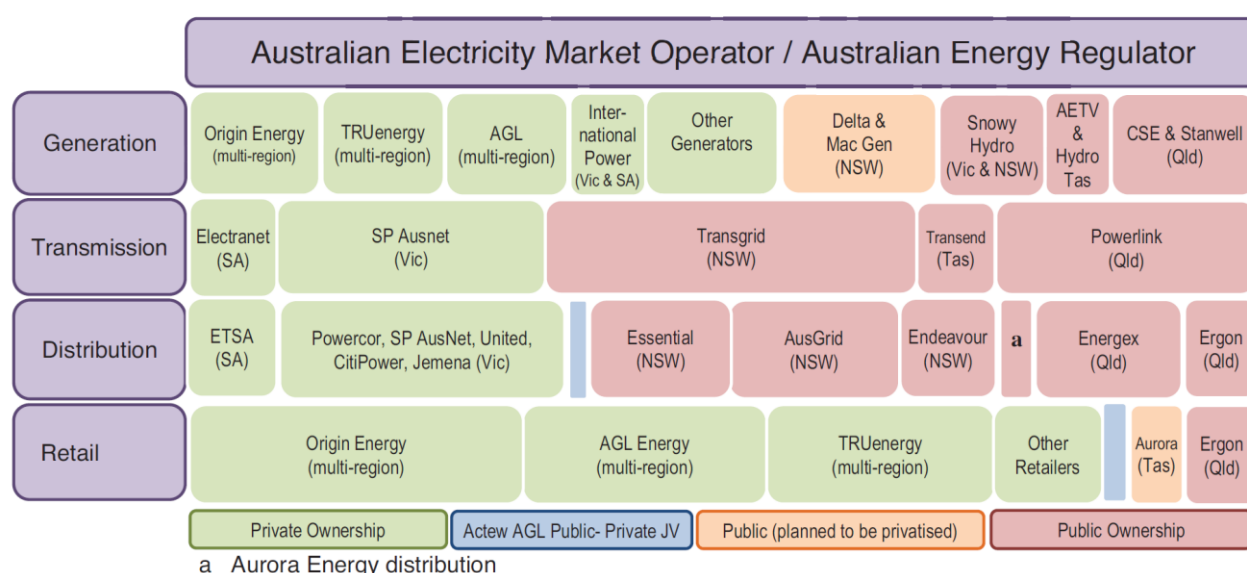 Australian Electricity Market Operator / Australian Energy Regulator
Generation
Origin Energy
(multi-region)
TRUenergy
(multi-region)
AGL
(multi-region)
Inter-
national
Power
(Vic & SA)
Other
Generators
Delta &
Mac Gen
(NSW)
Snowy
Hydro
(Vic & NSW)
AETV
&
Hydro
Tas
CSE & Stanwell
(Qld)
Transmission
Electranet
(SA)
SP Ausnet
(Vic)
Transgrid
(NSW)
Transend
(Tas)
Powerlink
(Qld)
Distribution
ETSA
(SA)
Powercor, SP AusNet, United,
CitiPower, Jemena (Vic)
Essential
(NSW)
AusGrid
(NSW)
Endeavour
(NSW)
a
Energex
(Qld)
Ergon
(Qld)
Retail
Origin Energy
(multi-region)
AGL Energy
(multi-region)
TRUenergy
(multi-region)
Other
Retailers
Aurora
(Tas)
Ergon
(Qld)
Private Ownership
Actew AGL Public- Private JV
Public (planned to be privatised)
Public Ownership
a Aurora Energy distribution